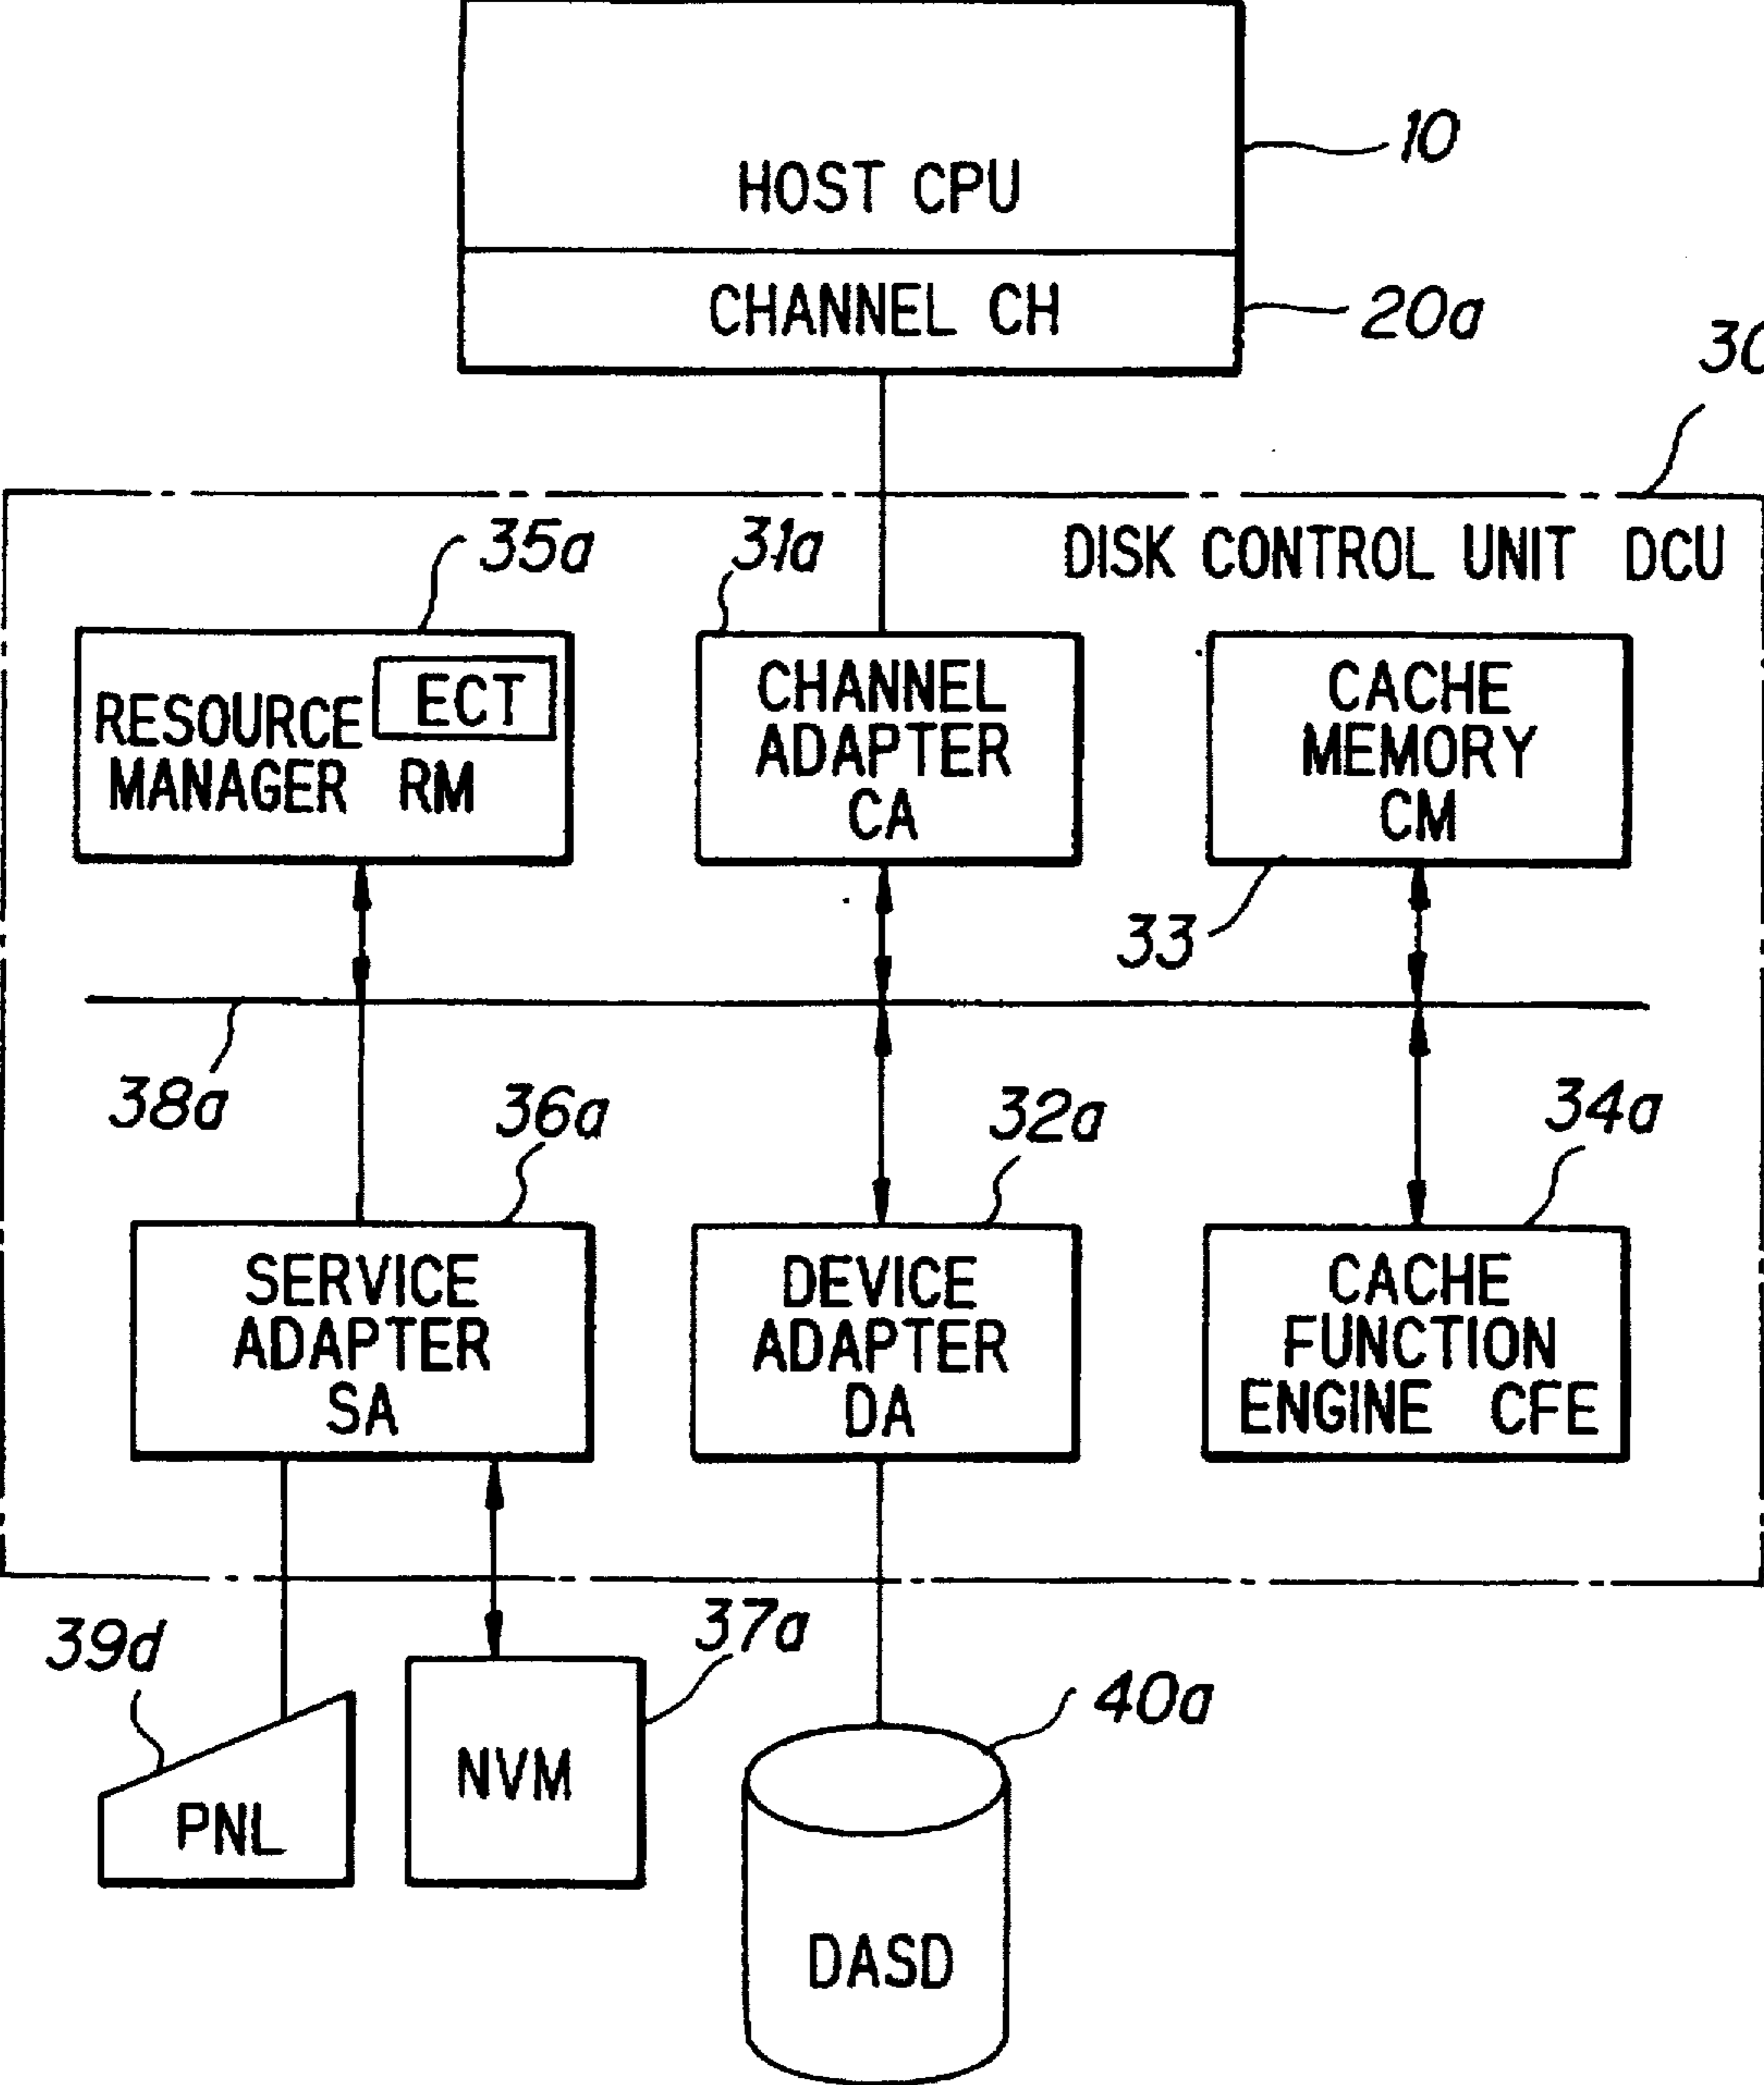 HOST CPU
10
CHANNEL CH
20a
30
DISK CONTROL UNIT DCU
35a
31a
ECT
RESOURCE
MANAGER RM
CHANNEL
ADAPTER
CA
CACHE
MEMORY
CM
33
38a
36a
32a
34a
SERVICE
ADAPTER
SA
DEVICE
ADAPTER
DA
CACHE
FUNCTION
ENGINE CFE
39d
37a
40a
PNL
NVM
DASD